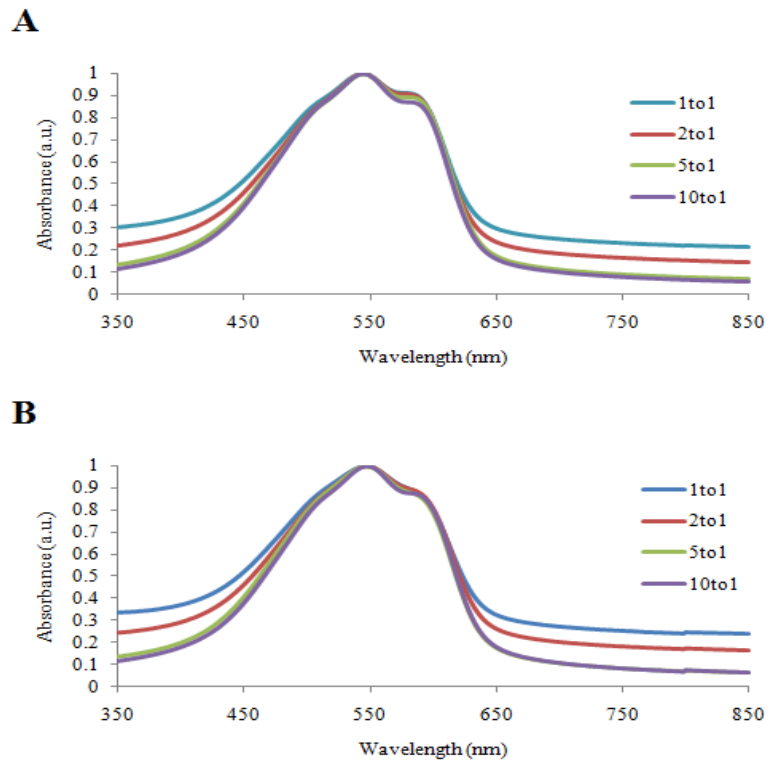 A
1
0.9
0.8
0.7
0.6
0.5
0.4
0.3
0.2
0.1
0
Absorbance (a.u.)
1to1
2to1
5to1
10to1
350 450 550 650 750 850
Wavelength (nm)
B
1
0.9
0.8
0.7
0.6
0.5
0.4
0.3
0.2
0.1
0
Absorbance (a.u.)
1to1
2to1
5to1
10to1
350 450 550 650 750 850
Wavelength (nm)